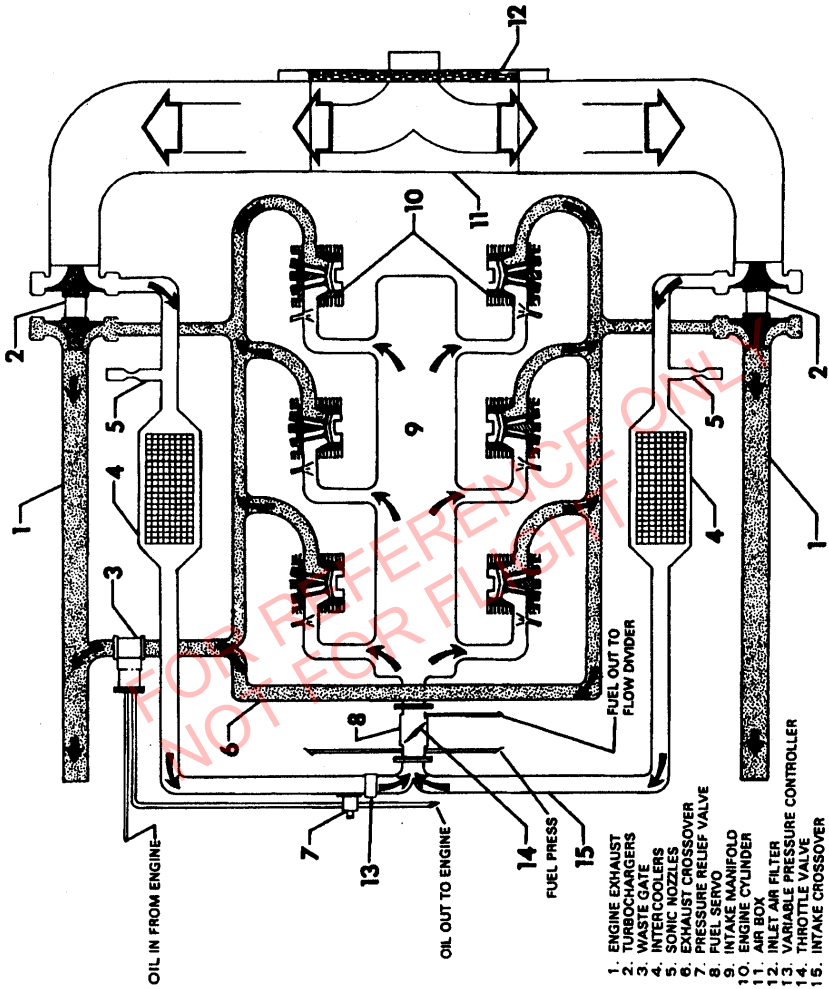 12
10
11
2
2
5
5
9
1
4
4
1
3
6
8
FUEL OUT TO
FLOW DIVIDER
7
13
14
15
OIL IN FROM ENGINE
OIL OUT TO ENGINE
FUEL PRESS
1. ENGINE EXHAUST
2. TURBOCHARGERS
3. WASTE GATE
4. INTERCOOLERS
5. SONIC NOZZLES
6. EXHAUST CROSSOVER
7. PRESSURE RELIEF VALVE
8. FUEL SERVO
9. INTAKE MANIFOLD
10. ENGINE CYLINDER
11. AIR BOX
12. INLET AIR FILTER
13. VARIABLE PRESSURE CONTROLLER
14. THROTTLE VALVE
15. INTAKE CROSSOVER
FOR REFERENCE ONLY
NOT FOR FLIGHT